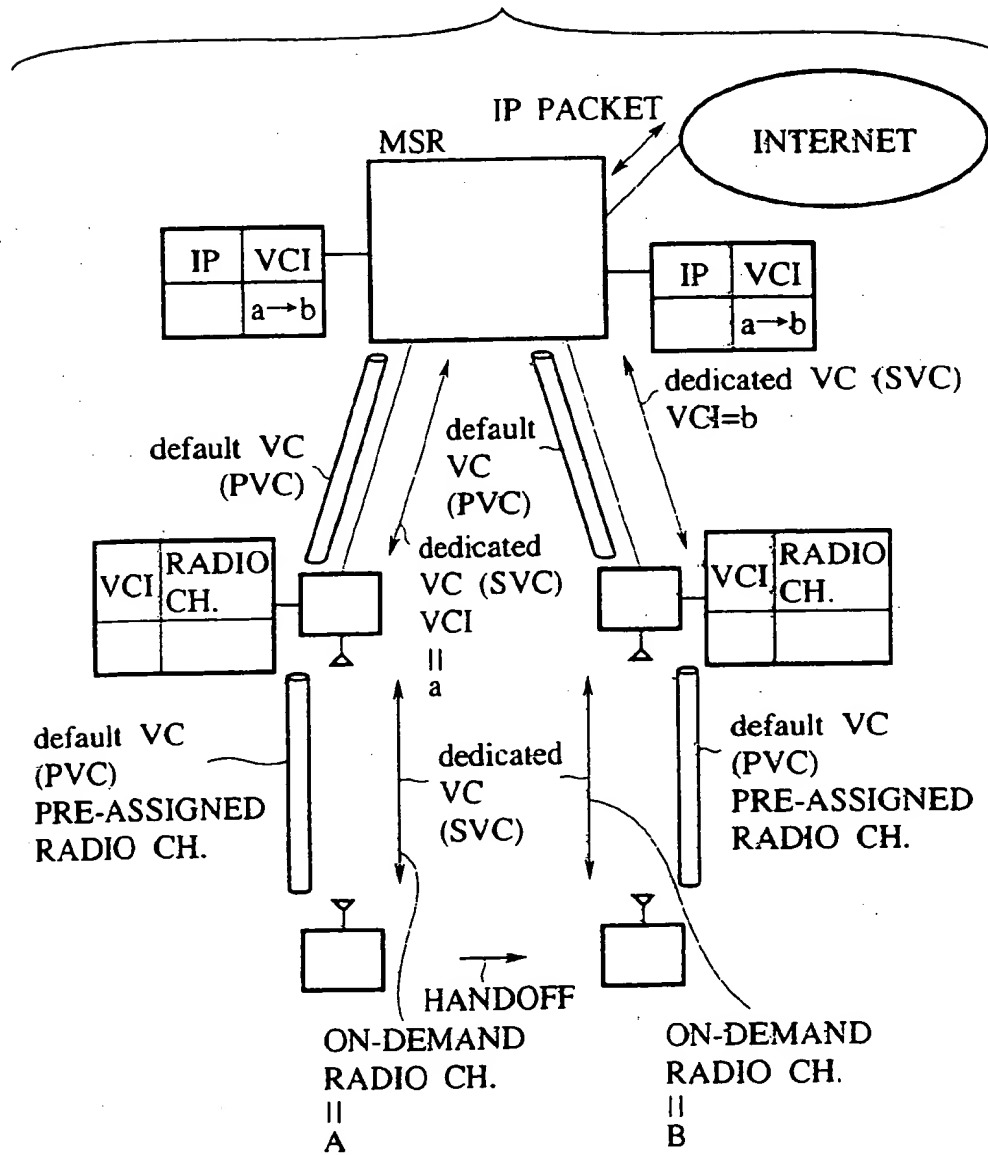 IP PACKET
INTERNET
MSR
IP VCI
a→b
IP VCI
a→b
dedicated VC (SVC)
VCI=b
default VC
(PVC)
default
VC
(PVC)
dedicated
VC (SVC)
VCI
=
a
VCI RADIO
CH.
VCI RADIO
CH.
default VC
(PVC)
PRE-ASSIGNED
RADIO CH.
dedicated
VC
(SVC)
default VC
(PVC)
PRE-ASSIGNED
RADIO CH.
HANDOFF
ON-DEMAND
RADIO CH.
=
A
ON-DEMAND
RADIO CH.
=
B